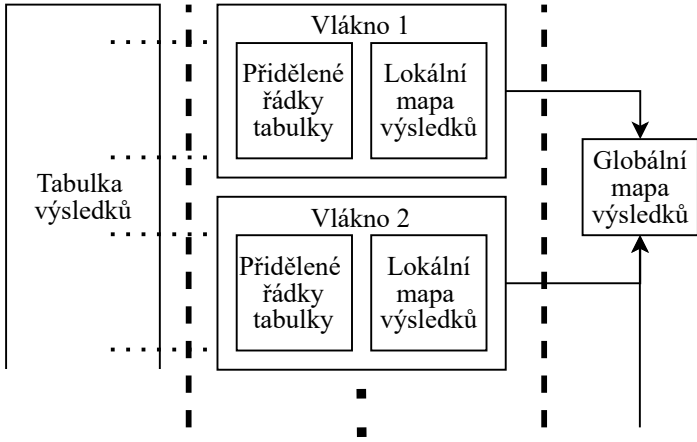 Tabulka
výsledků
Vlákno 1
Přidělené
řádky
tabulky
Lokální
mapa
výsledků
Vlákno 2
Přidělené
řádky
tabulky
Lokální
mapa
výsledků
Globální
mapa
výsledků